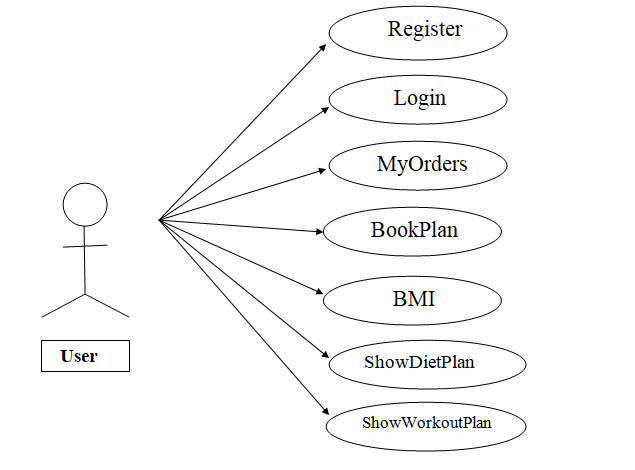 Register
Login
MyOrders
BookPlan
BMI
ShowDietPlan
User
ShowWorkoutPlan